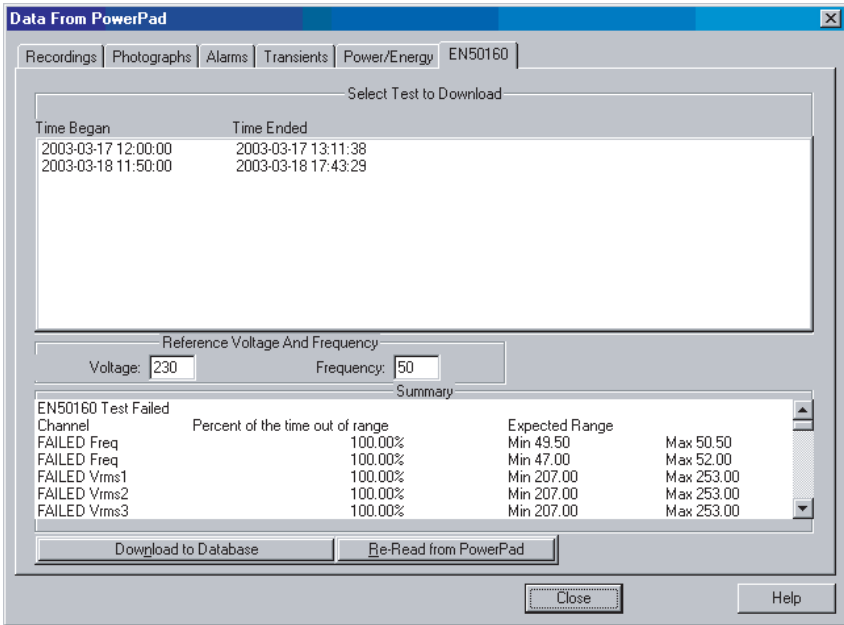 Data From PowerPad
Recordings Photographs Alarms Transients Power/Energy EN50160
Select Test to Download
Time Began Time Ended
2003-03-17 12:00:00 2003-03-17 13:11:38
2003-03-18 11:50:00 2003-03-18 17:43:29
Reference Voltage And Frequency
Voltage: 230 Frequency: 50
Summary
EN50160 Test Failed
Channel Percent of the time out of range Expected Range
FAILED Freq 100.00% Min 49.50 Max 50.50
FAILED Freq 100.00% Min 47.00 Max 52.00
FAILED Vrms1 100.00% Min 207.00 Max 253.00
FAILED Vrms2 100.00% Min 207.00 Max 253.00
FAILED Vrms3 100.00% Min 207.00 Max 253.00
Download to Database Re-Read from PowerPad
Close Help